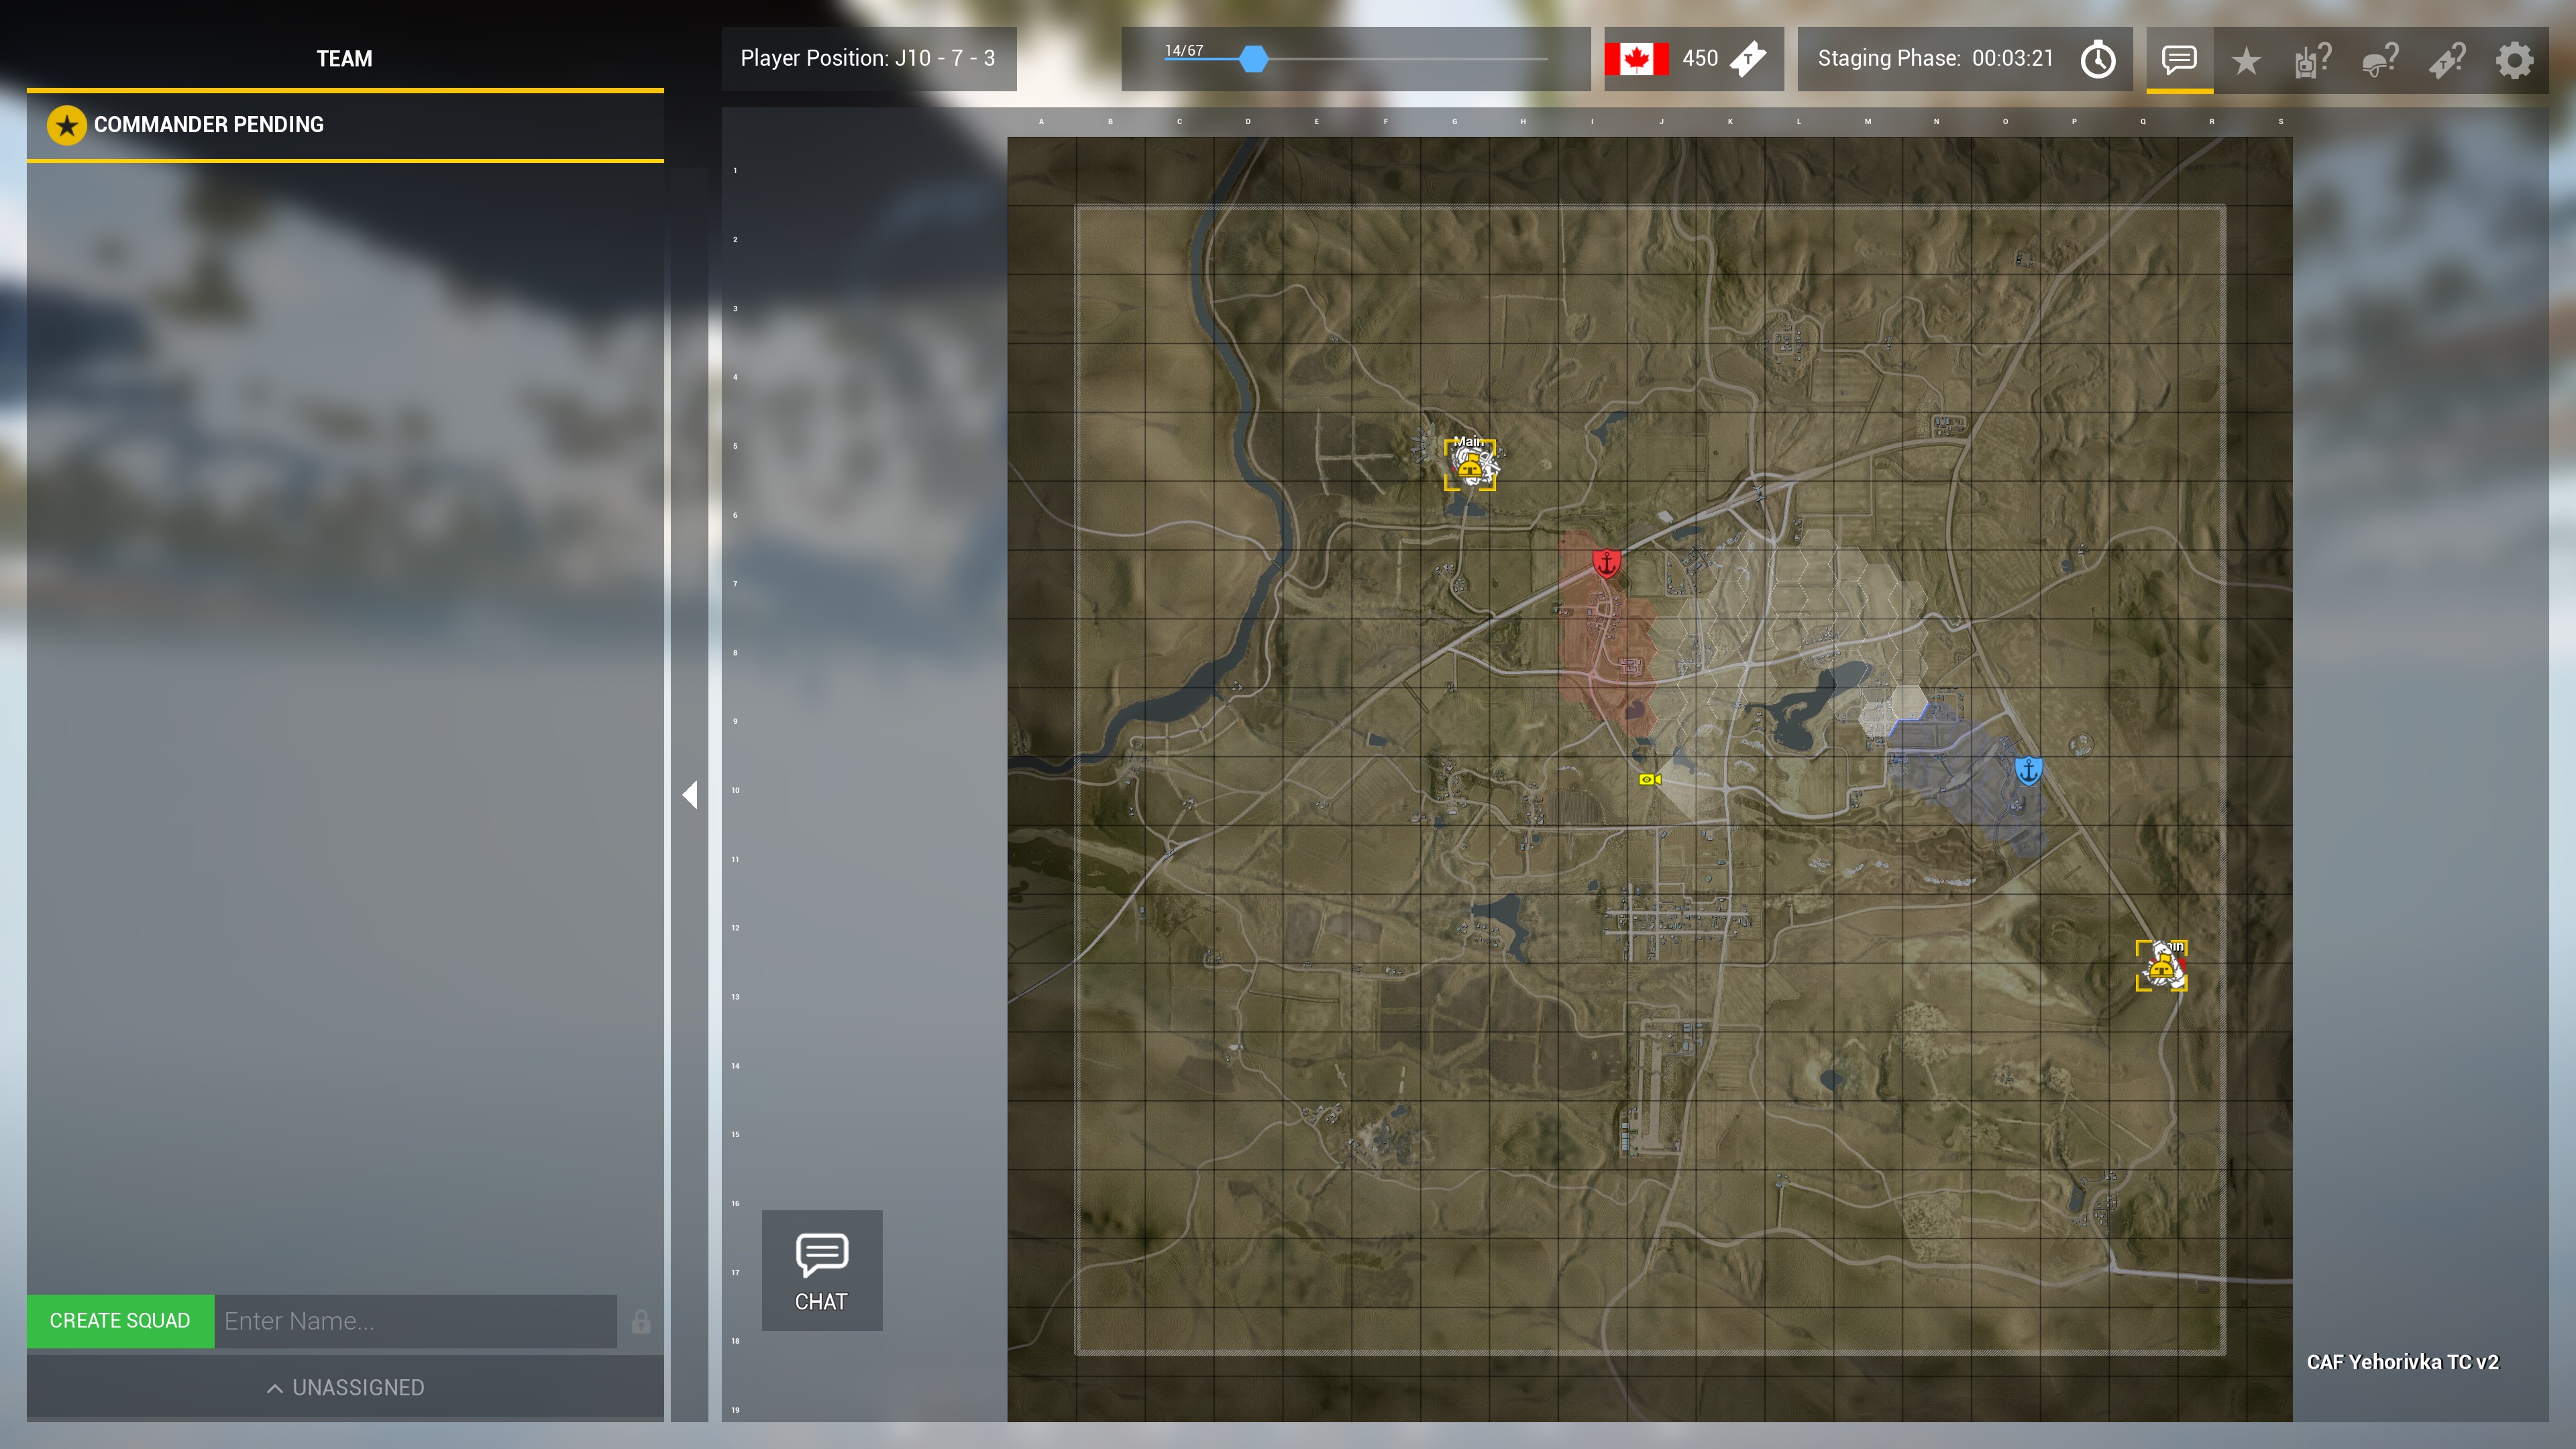 TEAM
Player Position: J10 - 7 - 3
14/67
450
T
Staging Phase: 00:03:21
?
?
T?
COMMANDER PENDING
A B C D E F G H I J K L M N O P Q R S
1
2
3
4
5
6
7
8
9
10
11
12
13
14
15
16
17
18
19
Main
CHAT
CREATE SQUAD
Enter Name...
UNASSIGNED
CAF Yehorivka TC v2